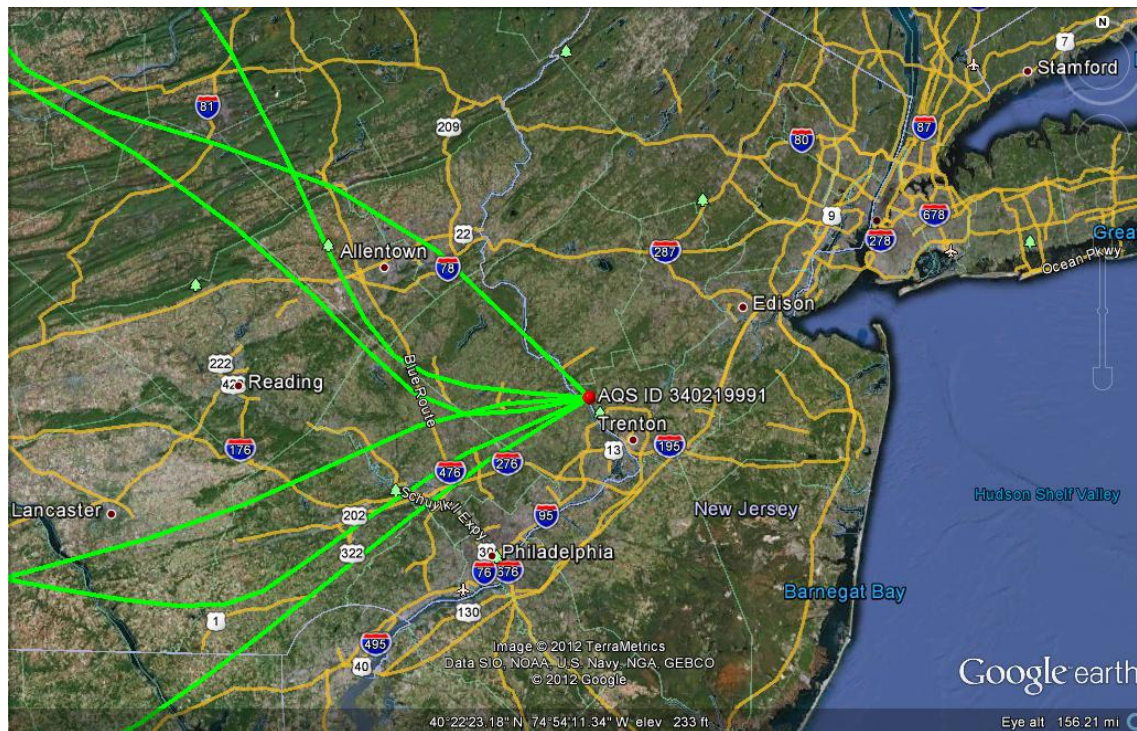 N
7
Stamford
81
209
80
87
9
678
22
278
Great
Allentown
287
78
Ocean Pkwy
Edison
Blue Route
222
Reading
AQS ID 340219991
Trenton
176
13
195
476
276
Lancaster
Schuylkill Expy
202
95
New Jersey
Hudson Shelf Valley
322
30
Philadelphia
76
676
Barnegat Bay
1
130
495
40
Image © 2012 TerraMetrics
Data SIO, NOAA, U.S. Navy, NGA, GEBCO
© 2012 Google
Google earth
40°22'23.18" N 74°54'11.34" W elev 233 ft
Eye alt 156.21 mi